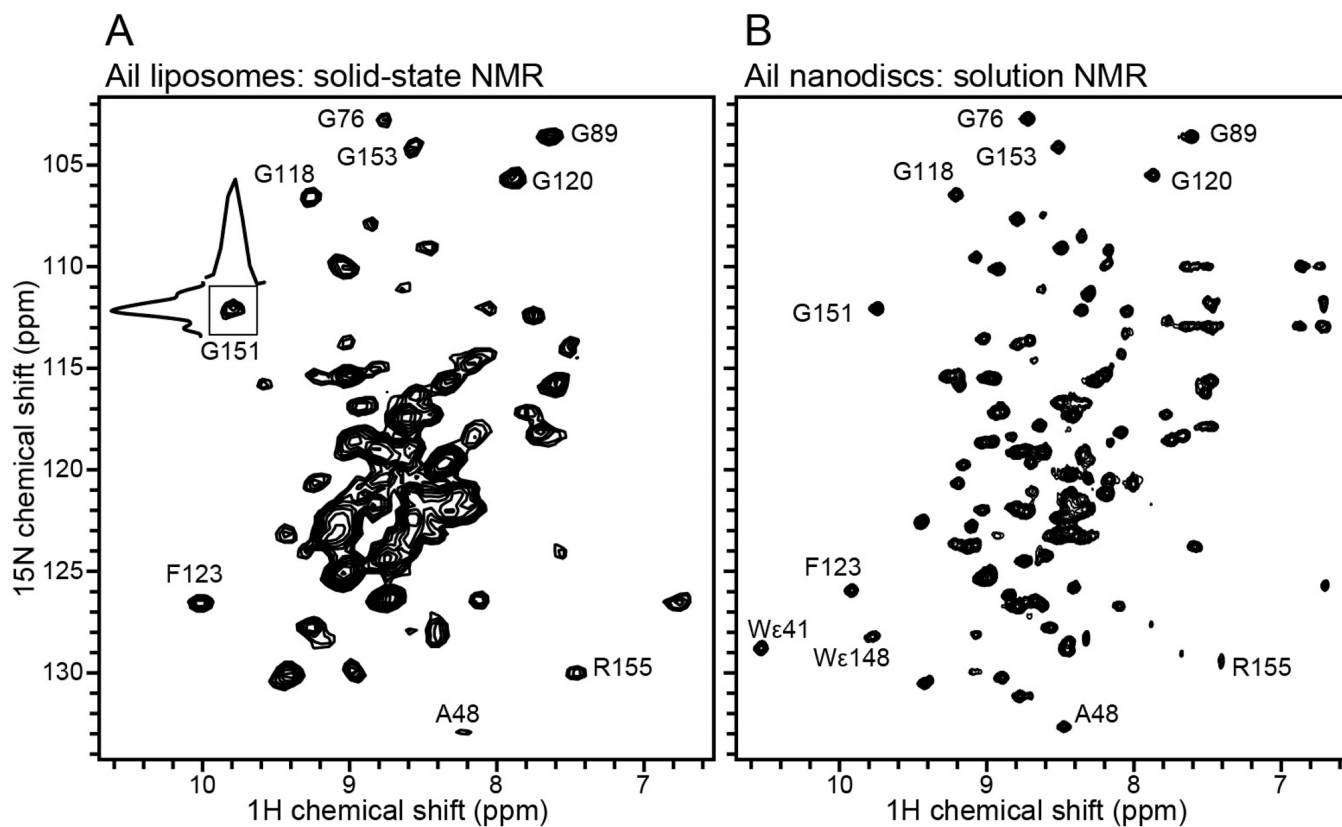 A
Ail liposomes: solid-state NMR
G76
G153
G89
G118
G120
G151
F123
R155
A48
105
110
115
120
125
130
15N chemical shift (ppm)
10 9 8 7
1H chemical shift (ppm)
B
Ail nanodiscs: solution NMR
G76
G153
G89
G118
G120
G151
F123
Wε41
Wε148
R155
A48
10 9 8 7
1H chemical shift (ppm)